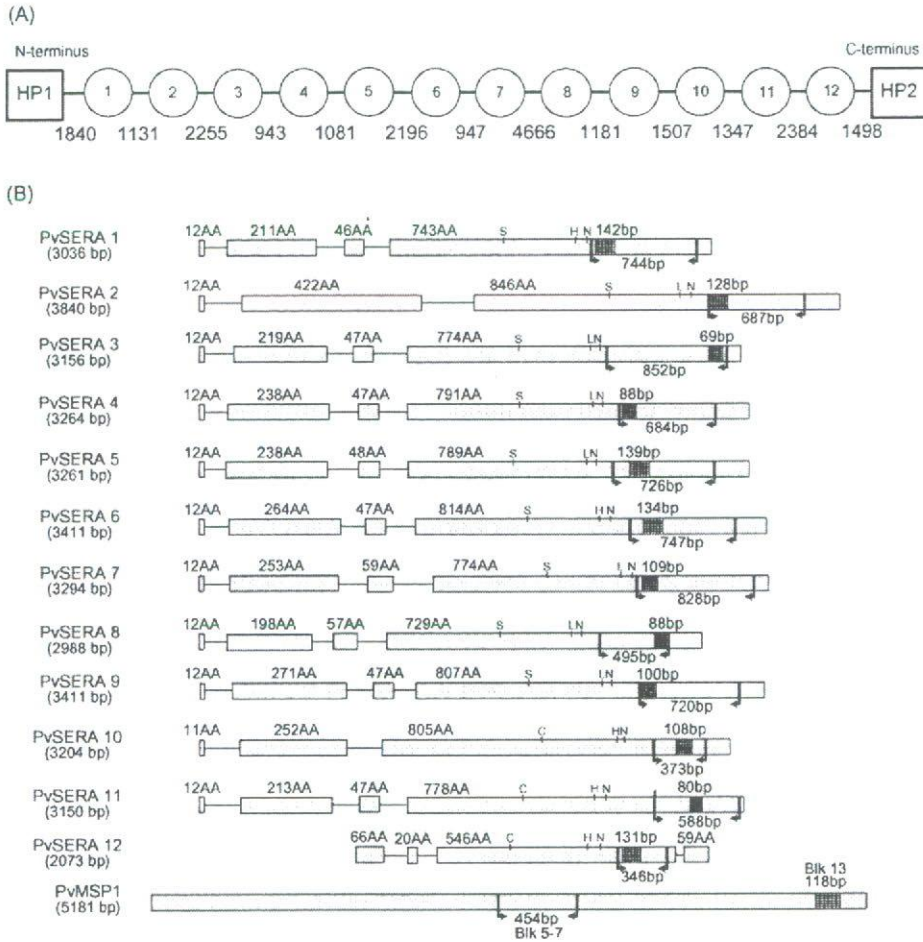 (A)
N-terminus C-terminus
HP1 1 2 3 4 5 6 7 8 9 10 11 12 HP2
1840 1131 2255 943 1081 2196 947 4666 1181 1507 1347 2384 1498
(B)
12AA 211AA 46AA 743AA S H N 142bp
PvSERA 1
(3036 bp)
744bp
12AA 422AA 846AA S L N 128bp
PvSERA 2
(3840 bp)
687bp
12AA 219AA 47AA 774AA S L N 69bp
PvSERA 3
(3156 bp)
852bp
12AA 238AA 47AA 791AA S L N 88bp
PvSERA 4
(3264 bp)
684bp
12AA 238AA 48AA 789AA S L N 139bp
PvSERA 5
(3261 bp)
726bp
12AA 264AA 47AA 814AA S H N 134bp
PvSERA 6
(3411 bp)
747bp
12AA 253AA 59AA 774AA S L N 109bp
PvSERA 7
(3294 bp)
828bp
12AA 198AA 57AA 729AA S L N 88bp
PvSERA 8
(2988 bp)
495bp
12AA 271AA 47AA 807AA S L N 100bp
PvSERA 9
(3411 bp)
720bp
11AA 252AA 805AA C H N 108bp
PvSERA 10
(3204 bp)
373bp
12AA 213AA 47AA 778AA C H N 80bp
PvSERA 11
(3150 bp)
588bp
66AA 20AA 546AA C H N 131bp 59AA
PvSERA 12
(2073 bp)
346bp
Blk 13
118bp
PvMSP1
(5181 bp)
454bp
Blk 5-7